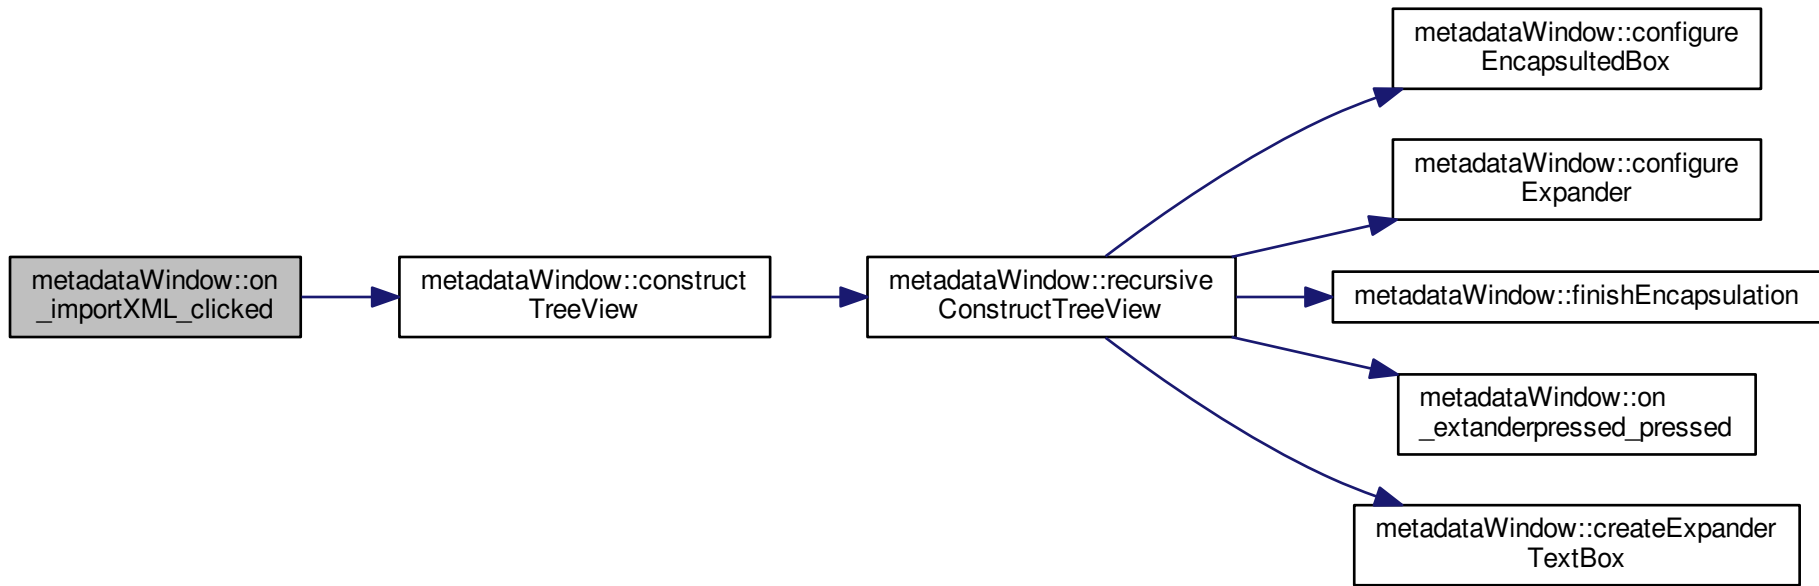 metadataWindow::on
_importXML_clicked
metadataWindow::construct
TreeView
metadataWindow::recursive
ConstructTreeView
metadataWindow::configure
EncapsultedBox
metadataWindow::configure
Expander
metadataWindow::finishEncapsulation
metadataWindow::on
_extanderpressed_pressed
metadataWindow::createExpander
TextBox